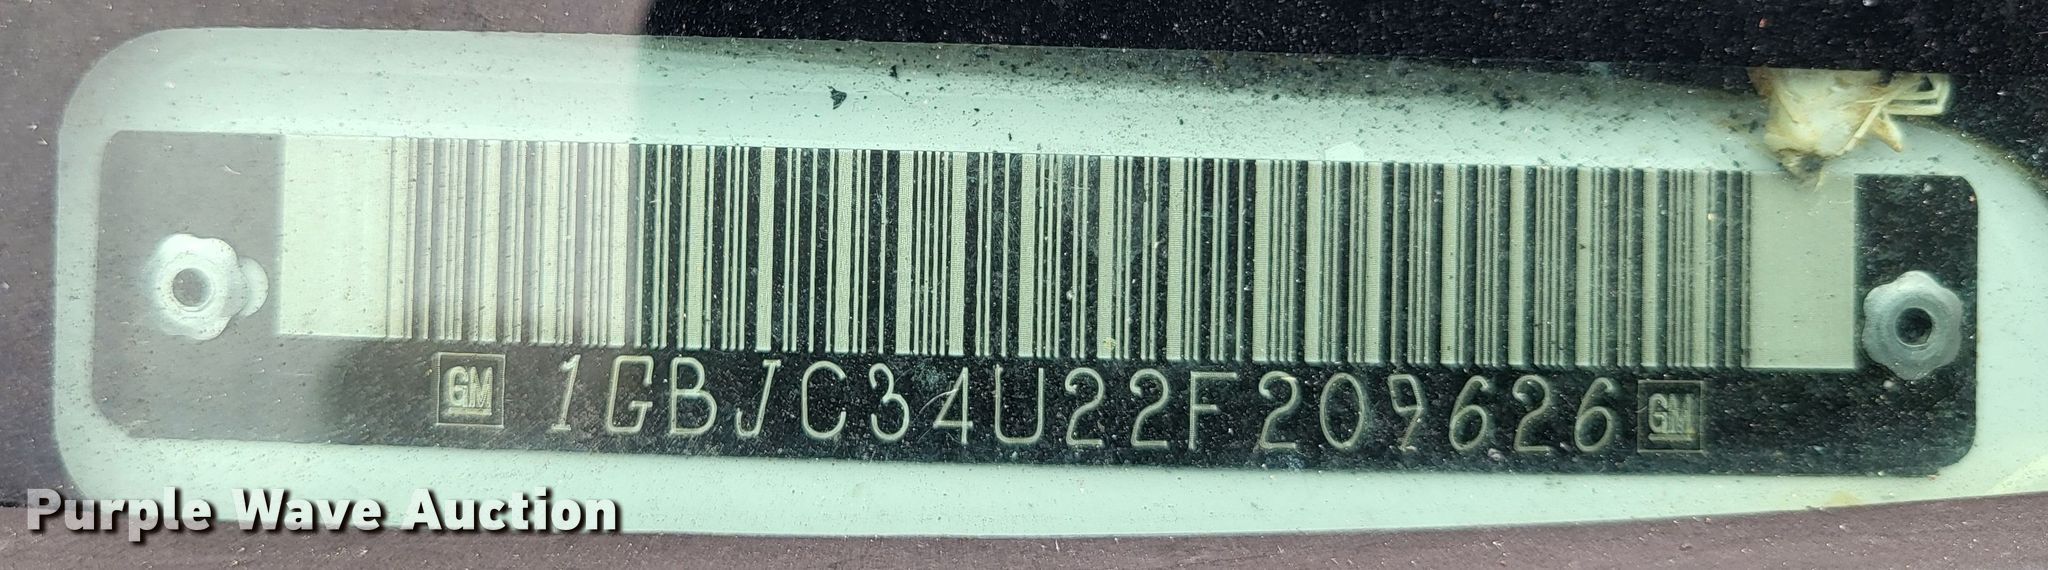 GM 1GBJC34U22F209626 GM
Purple Wave Auction